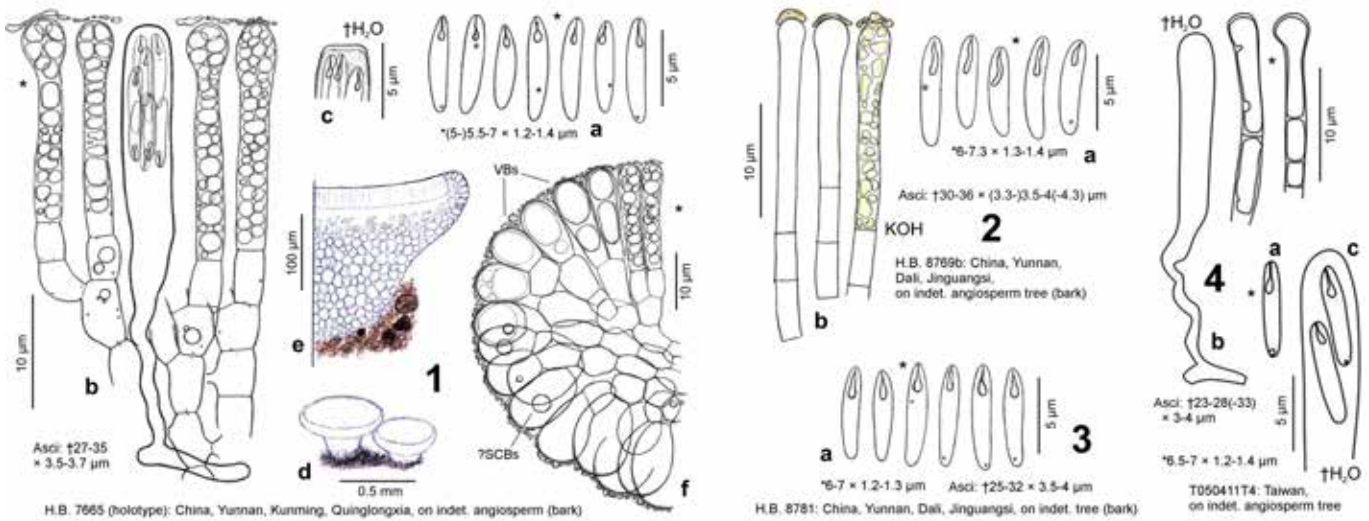 †H₂O
c
5 µm
*
a
5 µm
*(5-)5.5-7 × 1.2-1.4 µm
*
10 µm
b
Asci: †27-35
× 3.5-3.7 µm
100 µm
e
1
d
0.5 mm
VBs
*
10 µm
?SCBs
f
H.B. 7665 (holotype): China, Yunnan, Kunming, Quinglongxia, on indet. angiosperm (bark)
10 µm
b
KOH
*
a
5 µm
*6-7.3 × 1.3-1.4 µm
Asci: †30-36 × (3.3-)3.5-4(-4.3) µm
2
H.B. 8769b: China, Yunnan,
Dali, Jinguangsi,
on indet. angiosperm tree (bark)
*
a
5 µm
3
*6-7 × 1.2-1.3 µm
Asci: †25-32 × 3.5-4 µm
H.B. 8781: China, Yunnan, Dali, Jinguangsi, on indet. tree (bark)
†H₂O
*
10 µm
4
b
a
*
c
Asci: †23-28(-33)
× 3-4 µm
5 µm
*6.5-7 × 1.2-1.4 µm
†H₂O
T050411T4: Taiwan,
on indet. angiosperm tree